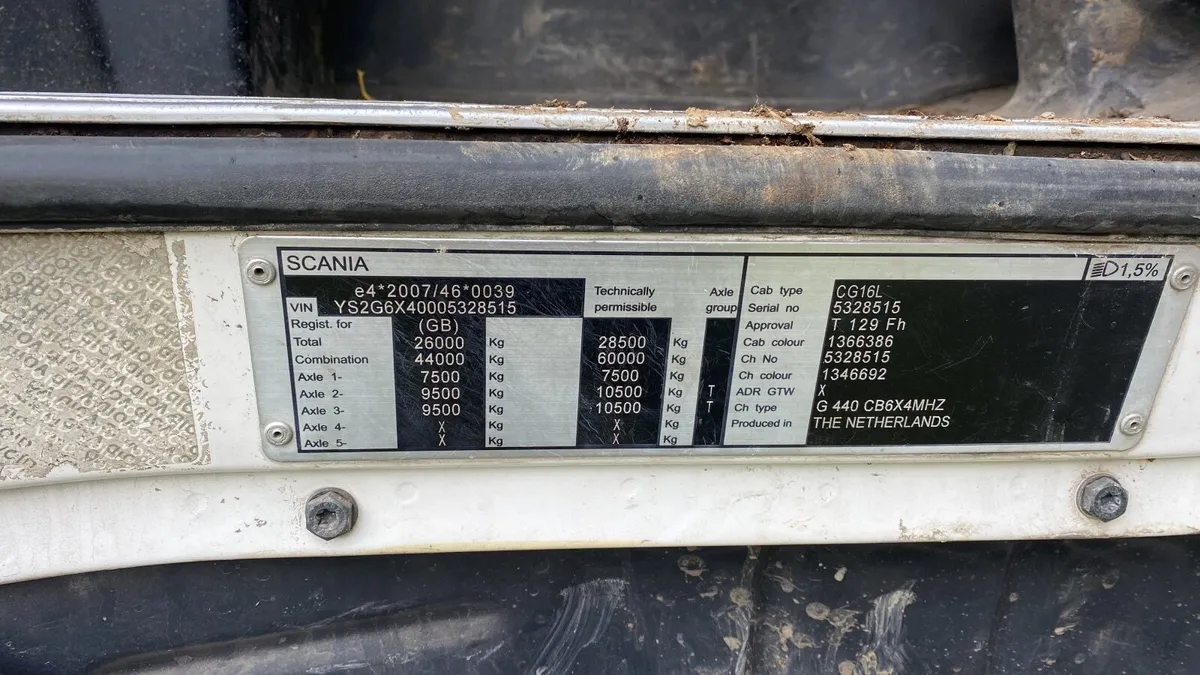 SCANIA
1,5%
e4*2007/46*0039
VIN YS2G6X40005328515
Technically permissible
Axle group
Regist. for (GB)
Total 26000 Kg 28500 Kg
Combination 44000 Kg 60000 Kg
Axle 1- 7500 Kg 7500 Kg
Axle 2- 9500 Kg 10500 Kg T
Axle 3- 9500 Kg 10500 Kg T
Axle 4- X Kg X Kg
Axle 5- X Kg X Kg
Cab type CG16L
Serial no 5328515
Approval T 129 Fh
Cab colour 1366386
Ch No 5328515
Ch colour 1346692
ADR GTW X
Ch type G 440 CB6X4MHZ
Produced in THE NETHERLANDS